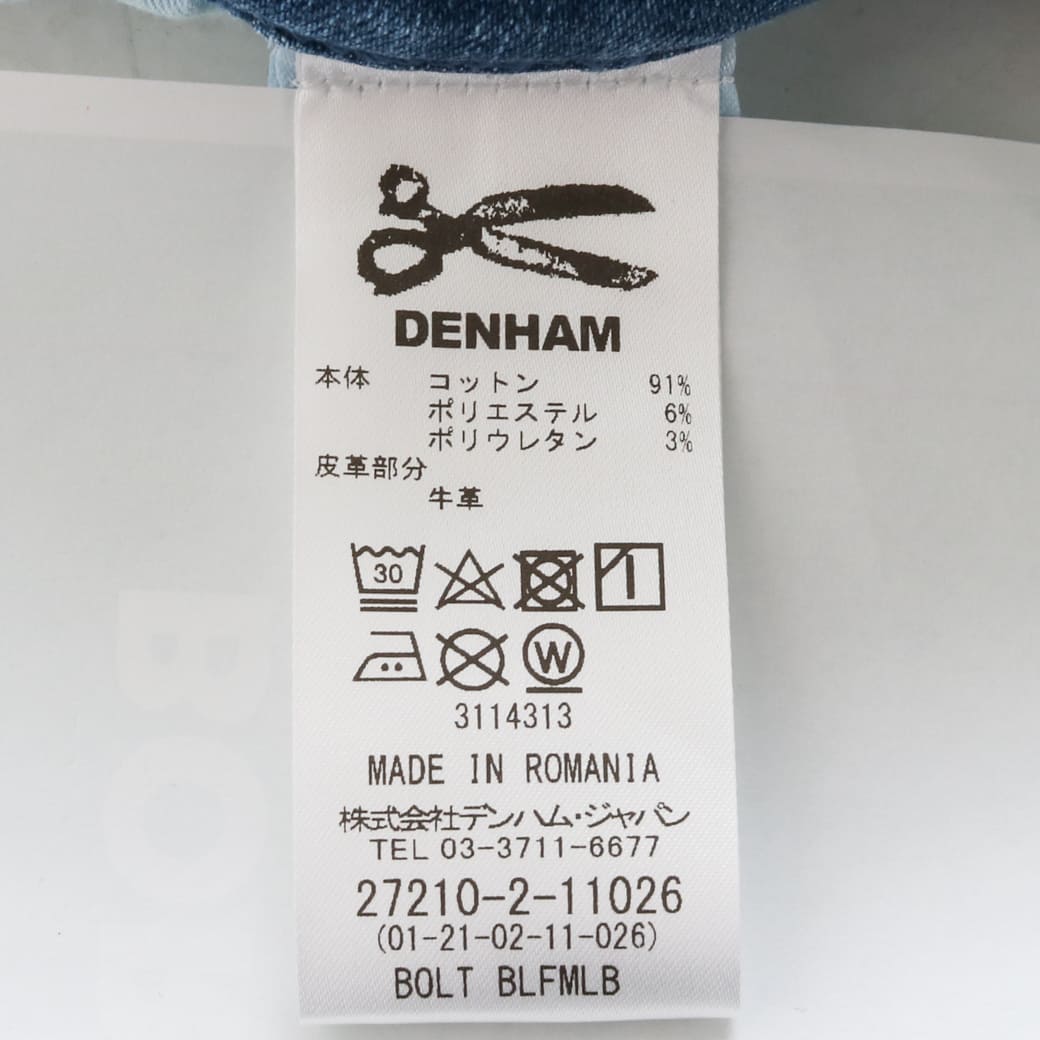 DENHAM
本体 コットン 91%
ポリエステル 6%
ポリウレタン 3%
皮革部分
牛革
30
W
3114313
MADE IN ROMANIA
株式会社デンハム・ジャパン
TEL 03-3711-6677
27210-2-11026
(01-21-02-11-026)
BOLT BLFMLB